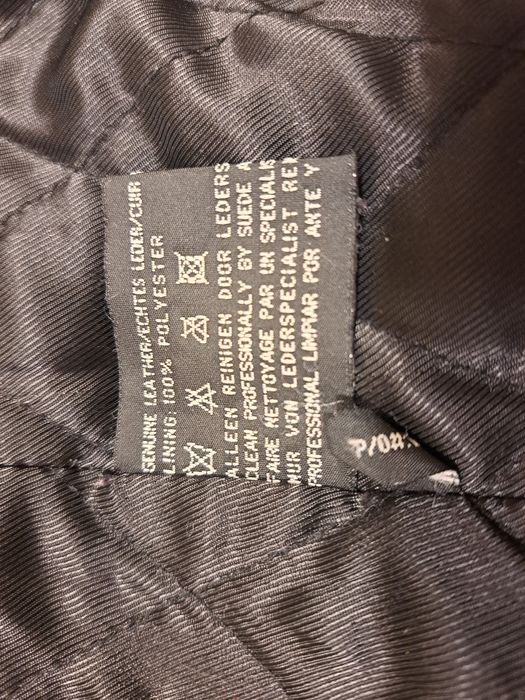 GENUINE LEATHER/ECHTES LEDER/CUIR
LINING: 100% POLYESTER
ALLEEN REINIGEN DOOR LEDERS
CLEAN PROFESSIONALLY BY SUEDE A
FAIRE NETTOYAGE PAR UN SPECIALIS
NUR VON LEDERSPECIALIST REI
PROFESSIONAL LIMPIAR POR ANTE Y
P/O#